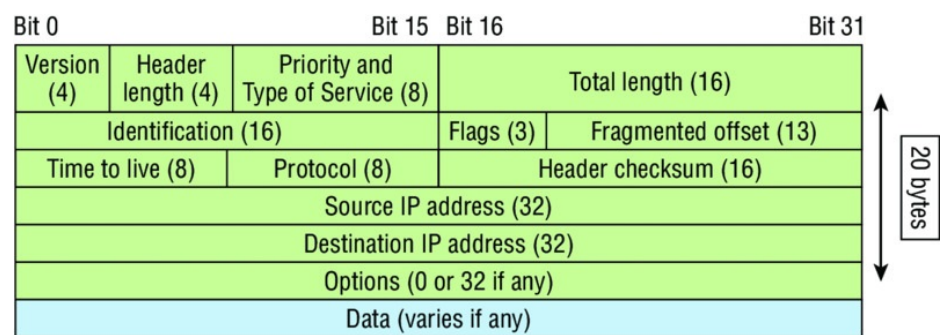 Bit 0 Bit 15 Bit 16 Bit 31
Version (4) Header length (4) Priority and Type of Service (8) Total length (16)
Identification (16) Flags (3) Fragmented offset (13)
Time to live (8) Protocol (8) Header checksum (16)
Source IP address (32)
Destination IP address (32)
Options (0 or 32 if any)
Data (varies if any)
20 bytes